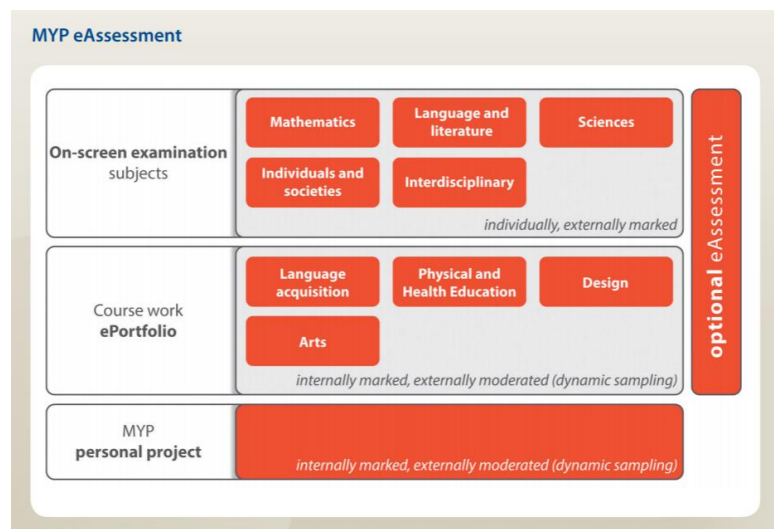 MYP eAssessment
On-screen examination
subjects
Mathematics
Language and
literature
Sciences
Individuals and
societies
Interdisciplinary
individually, externally marked
Course work
ePortfolio
Language
acquisition
Physical and
Health Education
Design
Arts
internally marked, externally moderated (dynamic sampling)
MYP
personal project
internally marked, externally moderated (dynamic sampling)
optional eAssessment